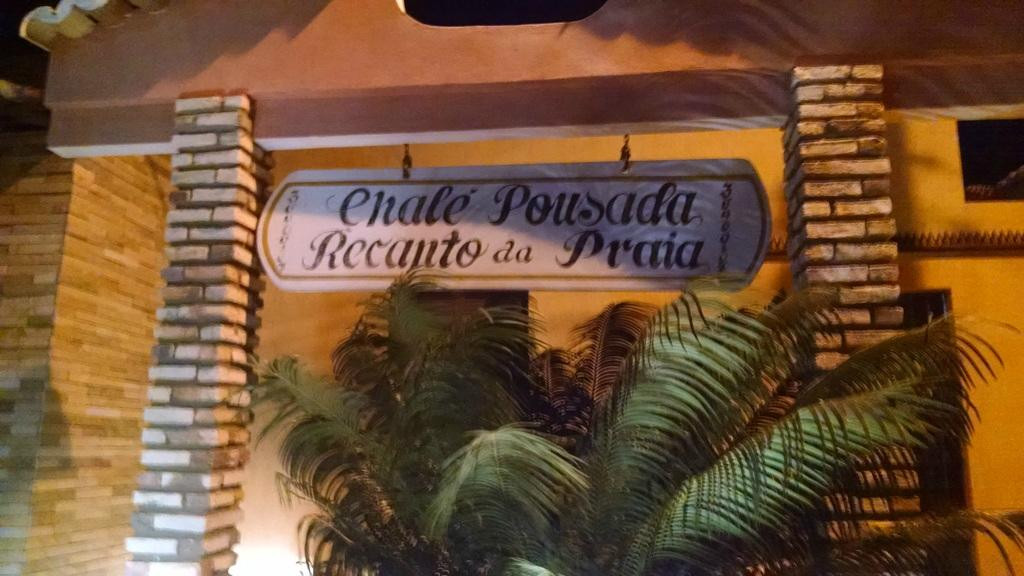 Chalé Pousada
Recanto da Praia